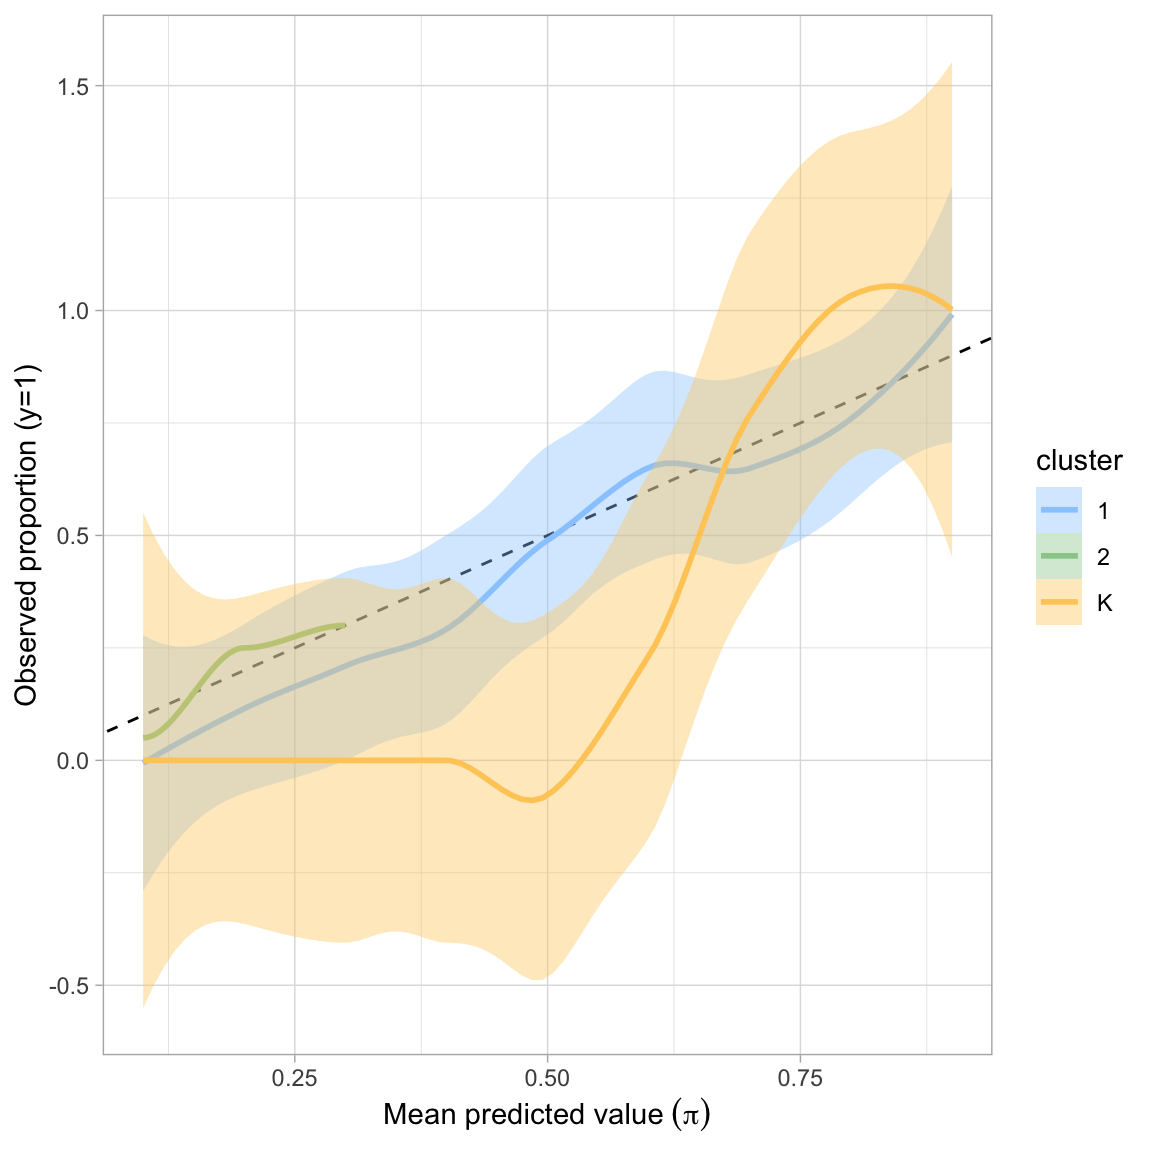 1.5
1.0
0.5
0.0
-0.5
Observed proportion (y=1)
0.25 0.50 0.75
Mean predicted value (π)
cluster
1
2
K